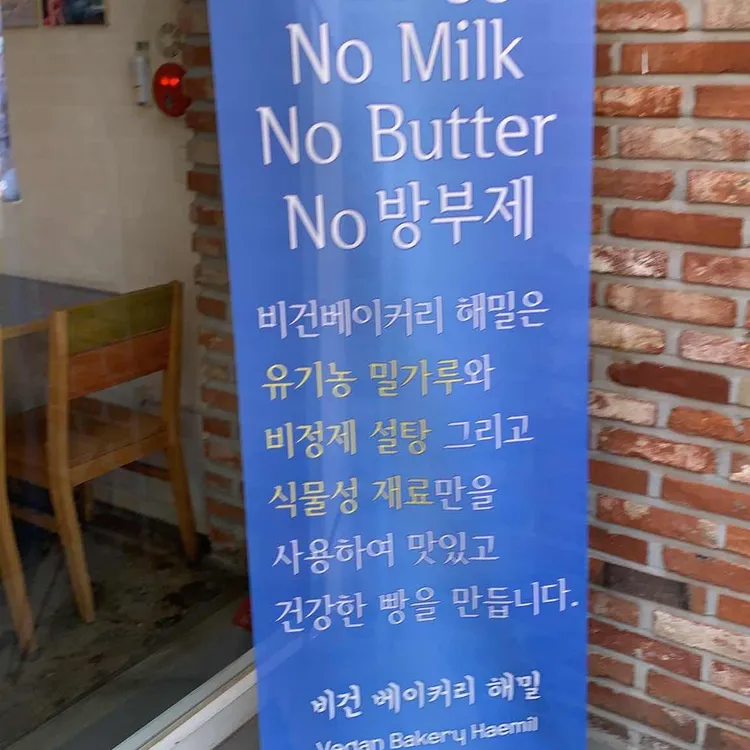 No Milk
No Butter
No 방부제
비건베이커리 해밀은
유기농 밀가루와
비정제 설탕 그리고
식물성 재료만을
사용하여 맛있고
건강한 빵을 만듭니다.
비건 베이커리 해밀
Vegan Bakery Haemil